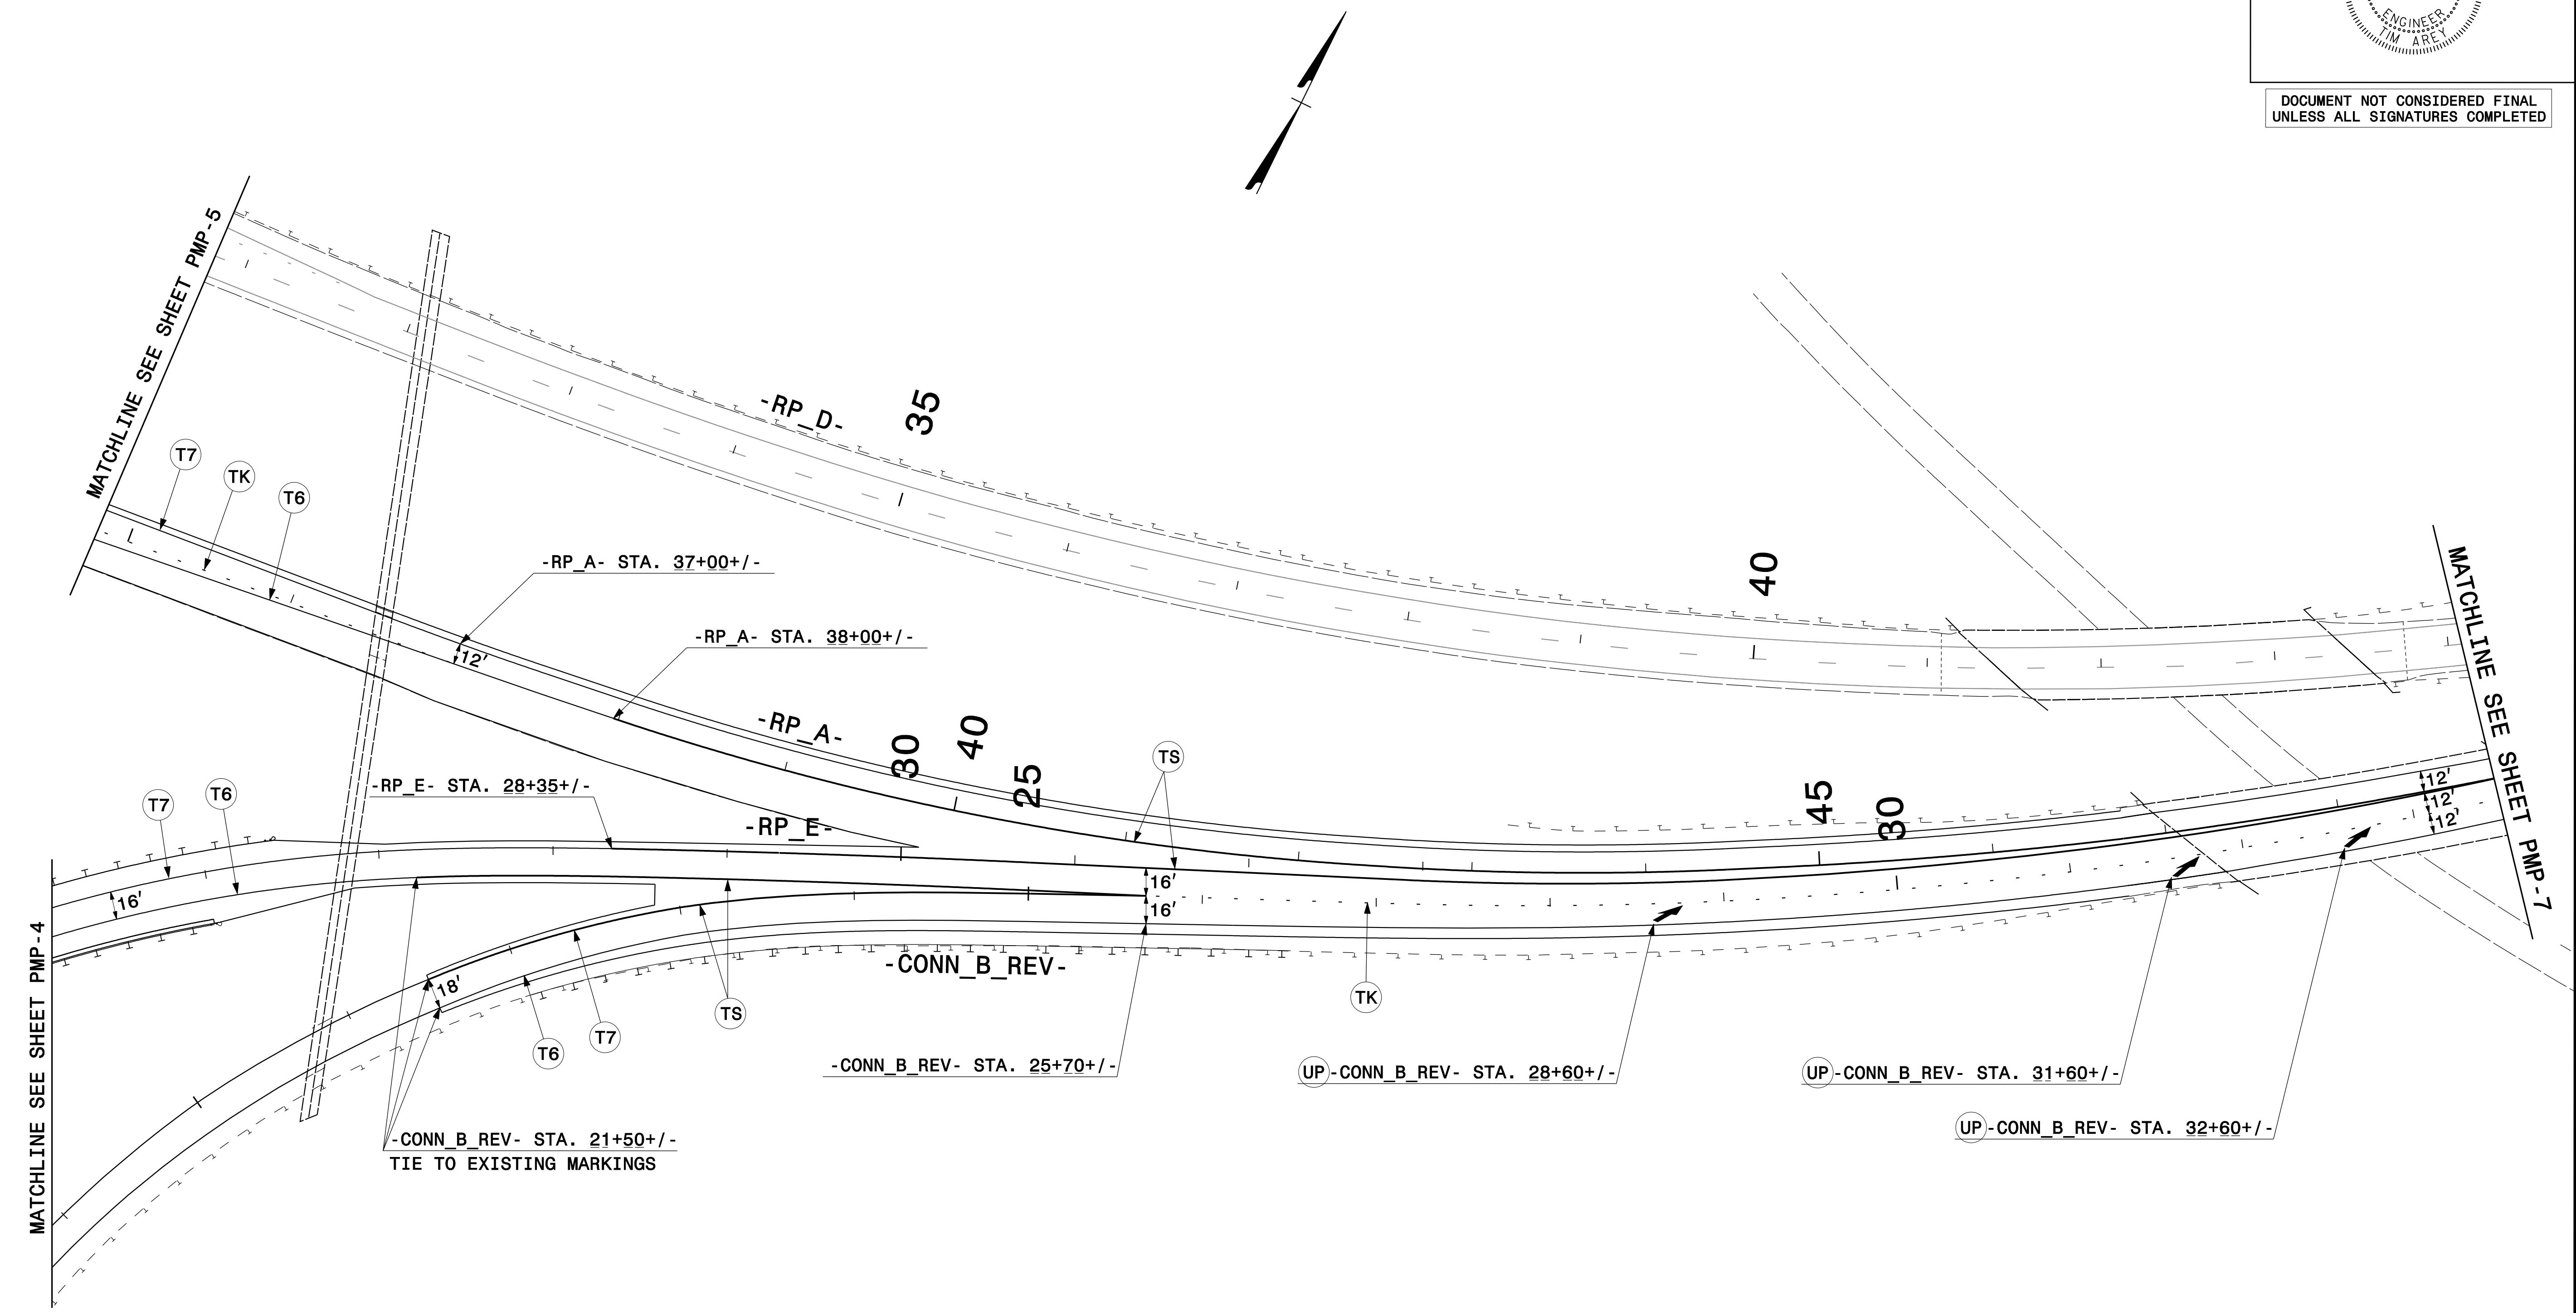 ENGINEER
TIM AREY
DOCUMENT NOT CONSIDERED FINAL
UNLESS ALL SIGNATURES COMPLETED
MATCHLINE SEE SHEET PMP-5
-RP_D-
35
40
MATCHLINE SEE SHEET PMP-7
T7
TK
T6
-RP_A- STA. 37+00+/-
12'
-RP_A- STA. 38+00+/-
-RP_A-
30
40
25
TS
45
30
12'
12'
12'
-RP_E- STA. 28+35+/-
-RP_E-
T7
T6
16'
16'
16'
MATCHLINE SEE SHEET PMP-4
18'
TS
T7
T6
-CONN_B_REV-
TK
-CONN_B_REV- STA. 25+70+/-
UP -CONN_B_REV- STA. 28+60+/-
UP -CONN_B_REV- STA. 31+60+/-
UP -CONN_B_REV- STA. 32+60+/-
-CONN_B_REV- STA. 21+50+/-
TIE TO EXISTING MARKINGS